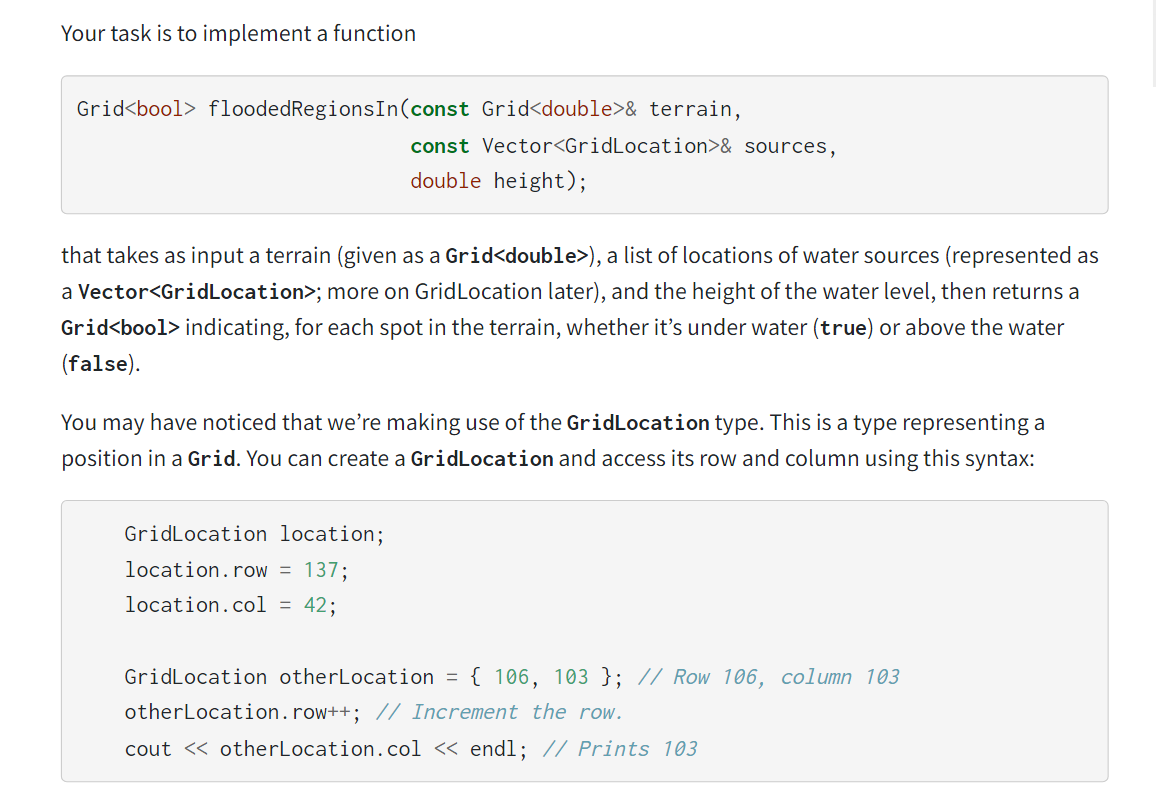 Your task is to implement a function
Grid<bool> floodedRegionsIn(const Grid<double>& terrain,
                            const Vector<GridLocation>& sources,
                            double height);
that takes as input a terrain (given as a Grid<double>), a list of locations of water sources (represented as
a Vector<GridLocation>; more on GridLocation later), and the height of the water level, then returns a
Grid<bool> indicating, for each spot in the terrain, whether it’s under water (true) or above the water
(false).
You may have noticed that we’re making use of the GridLocation type. This is a type representing a
position in a Grid. You can create a GridLocation and access its row and column using this syntax:
    GridLocation location;
    location.row = 137;
    location.col = 42;
    GridLocation otherLocation = { 106, 103 }; // Row 106, column 103
    otherLocation.row++; // Increment the row.
    cout << otherLocation.col << endl; // Prints 103